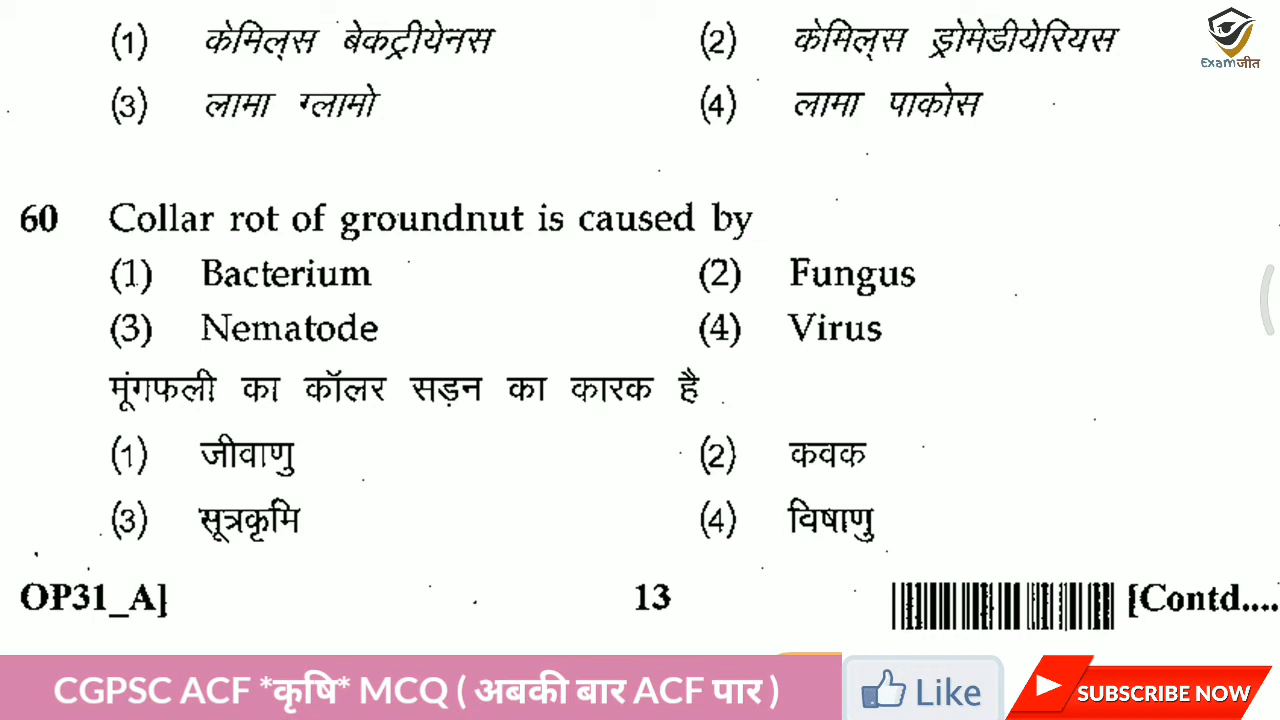 (1) केमिल्स बेकट्रीयेनस (2) केमिल्स ड्रोमेडीयेरियस
Examजीत
(3) लामा ग्लामो (4) लामा पाकोस
60 Collar rot of groundnut is caused by
(1) Bacterium (2) Fungus
(3) Nematode (4) Virus
मूंगफली का कॉलर सड़न का कारक है
(1) जीवाणु (2) कवक
(3) सूत्रकृमि (4) विषाणु
OP31_A] 13 [Contd....
CGPSC ACF *कृषि* MCQ ( अबकी बार ACF पार ) Like SUBSCRIBE NOW